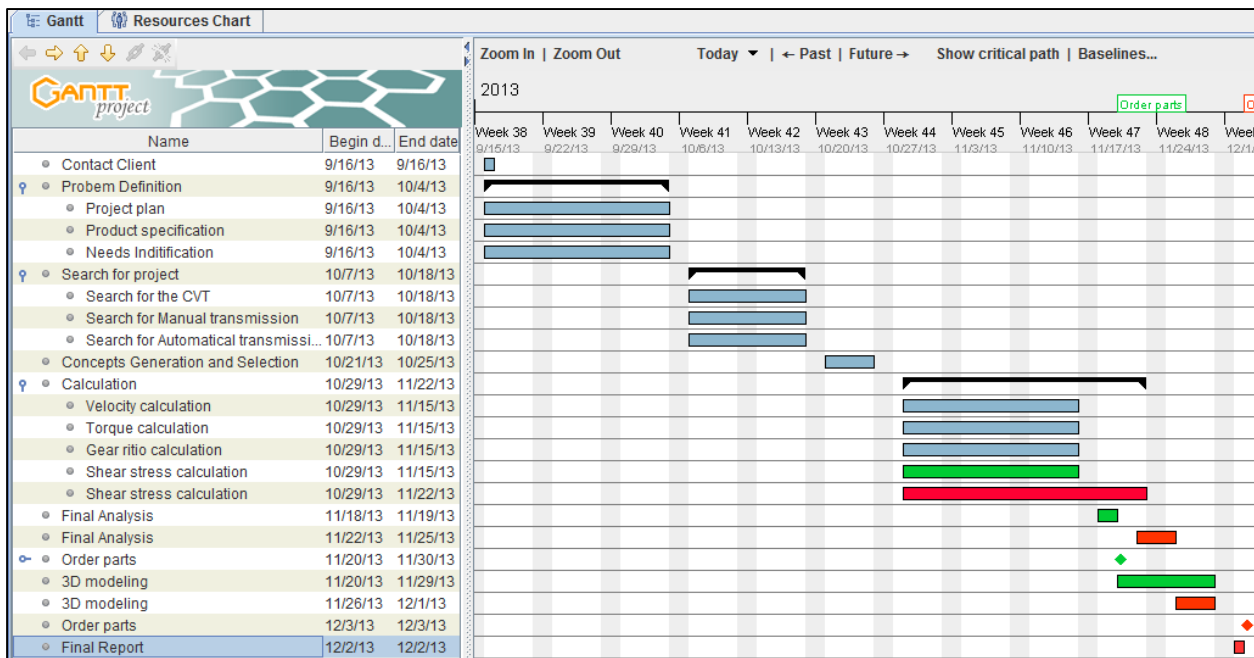 Gantt Resources Chart
Zoom In | Zoom Out Today ▼ | ← Past | Future → Show critical path | Baselines...
GANTT project
2013
Order parts O
Name Begin d... End date
Week 38 Week 39 Week 40 Week 41 Week 42 Week 43 Week 44 Week 45 Week 46 Week 47 Week 48 Week
9/15/13 9/22/13 9/29/13 10/6/13 10/13/13 10/20/13 10/27/13 11/3/13 11/10/13 11/17/13 11/24/13 12/1/
Contact Client 9/16/13 9/16/13
Probem Definition 9/16/13 10/4/13
Project plan 9/16/13 10/4/13
Product specification 9/16/13 10/4/13
Needs Inditification 9/16/13 10/4/13
Search for project 10/7/13 10/18/13
Search for the CVT 10/7/13 10/18/13
Search for Manual transmission 10/7/13 10/18/13
Search for Automatical transmissi... 10/7/13 10/18/13
Concepts Generation and Selection 10/21/13 10/25/13
Calculation 10/29/13 11/22/13
Velocity calculation 10/29/13 11/15/13
Torque calculation 10/29/13 11/15/13
Gear ritio calculation 10/29/13 11/15/13
Shear stress calculation 10/29/13 11/15/13
Shear stress calculation 10/29/13 11/22/13
Final Analysis 11/18/13 11/19/13
Final Analysis 11/22/13 11/25/13
Order parts 11/20/13 11/30/13
3D modeling 11/20/13 11/29/13
3D modeling 11/26/13 12/1/13
Order parts 12/3/13 12/3/13
Final Report 12/2/13 12/2/13